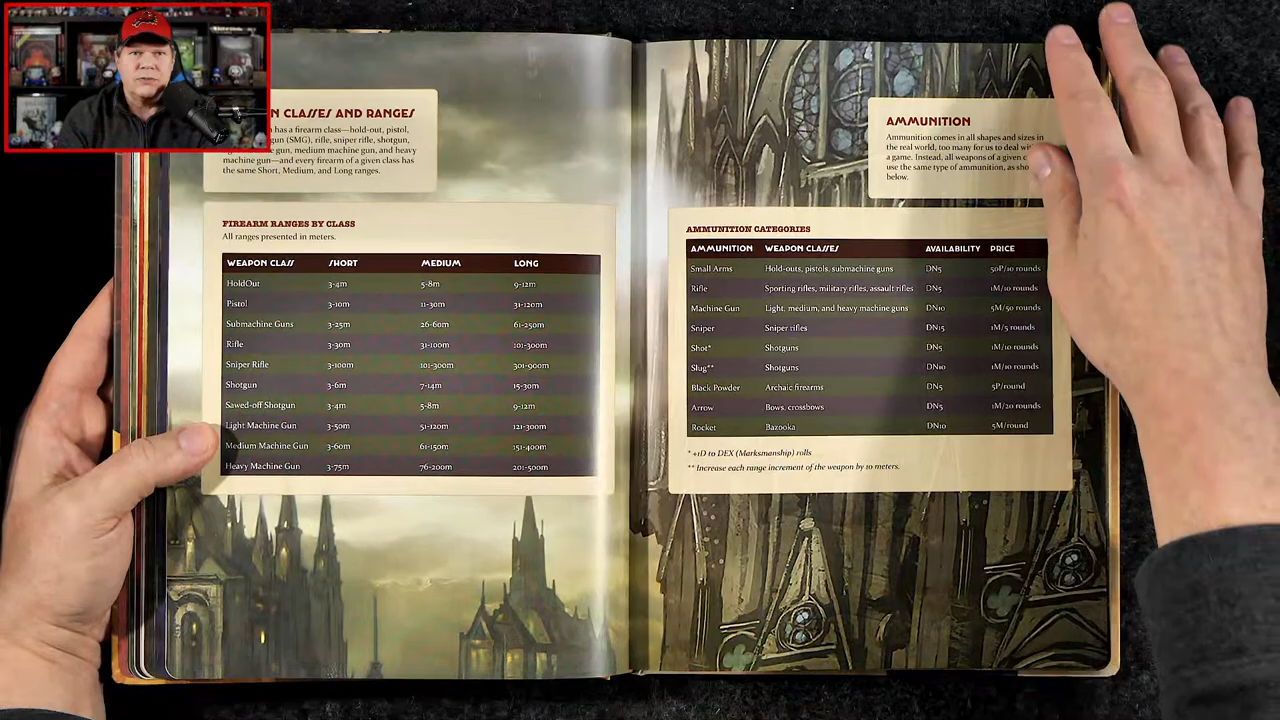 N CLASSES AND RANGES
has a firearm class—hold-out, pistol,
gun (SMG), rifle, sniper rifle, shotgun,
gun, medium machine gun, and heavy
machine gun—and every firearm of a given class has
the same Short, Medium, and Long ranges.
FIREARM RANGES BY CLASS
All ranges presented in meters.
WEAPON CLASS SHORT MEDIUM LONG
HoldOut 3-4m 5-8m 9-12m
Pistol 3-10m 11-30m 31-120m
Submachine Guns 3-25m 26-60m 61-250m
Rifle 3-30m 31-100m 101-300m
Sniper Rifle 3-100m 101-300m 301-900m
Shotgun 3-6m 7-14m 15-30m
Sawed-off Shotgun 3-4m 5-8m 9-12m
Light Machine Gun 3-50m 51-120m 121-300m
Medium Machine Gun 3-60m 61-150m 151-400m
Heavy Machine Gun 3-75m 76-200m 201-500m
AMMUNITION
Ammunition comes in all shapes and sizes in
the real world, too many for us to deal
a game. Instead, all weapons of a given
use the same type of ammunition, as
below.
AMMUNITION CATEGORIES
AMMUNITION WEAPON CLASSES AVAILABILITY PRICE
Small Arms Hold-outs, pistols, submachine guns DN5 50P/10 rounds
Rifle Sporting rifles, military rifles, assault rifles DN5 1M/10 rounds
Machine Gun Light, medium, and heavy machine guns DN10 5M/50 rounds
Sniper Sniper rifles DN15 1M/5 rounds
Shot* Shotguns DN5 1M/10 rounds
Slug** Shotguns DN10 1M/10 rounds
Black Powder Archaic firearms DN5 5P/round
Arrow Bows, crossbows DN5 1M/20 rounds
Rocket Bazooka DN10 5M/round
* +1D to DEX (Marksmanship) rolls
** Increase each range increment of the weapon by 10 meters.